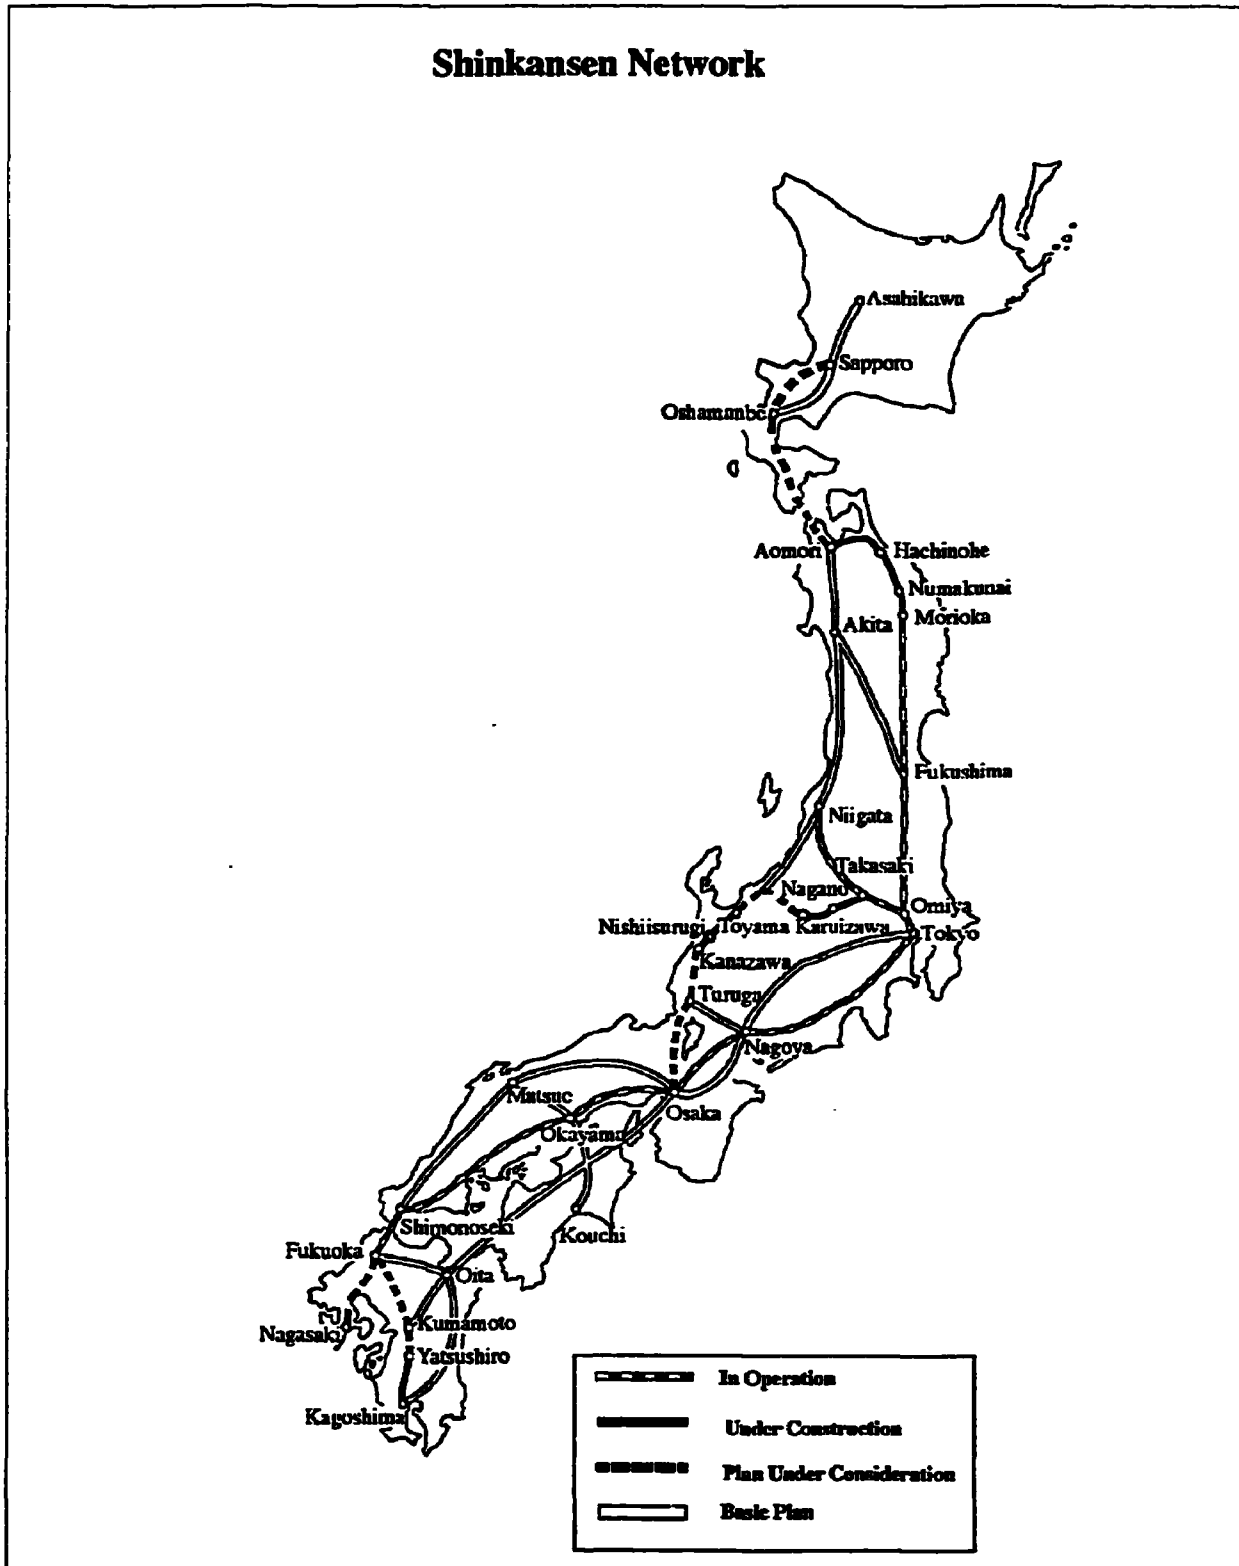 Shinkansen Network
Asahikawa
Sapporo
Oshamanbe
Aomori
Hachinohe
Numakunai
Morioka
Akita
Fukushima
Niigata
Takasaki
Nagano
Omiya
Nishiisurugi
Toyama
Karuizawa
Tokyo
Kanazawa
Turuga
Nagoya
Matsue
Osaka
Okayama
Shimonoseki
Kouchi
Fukuoka
Oita
Nagasaki
Kumamoto
Yatsushiro
Kagoshima
In Operation
Under Construction
Plan Under Consideration
Basic Plan